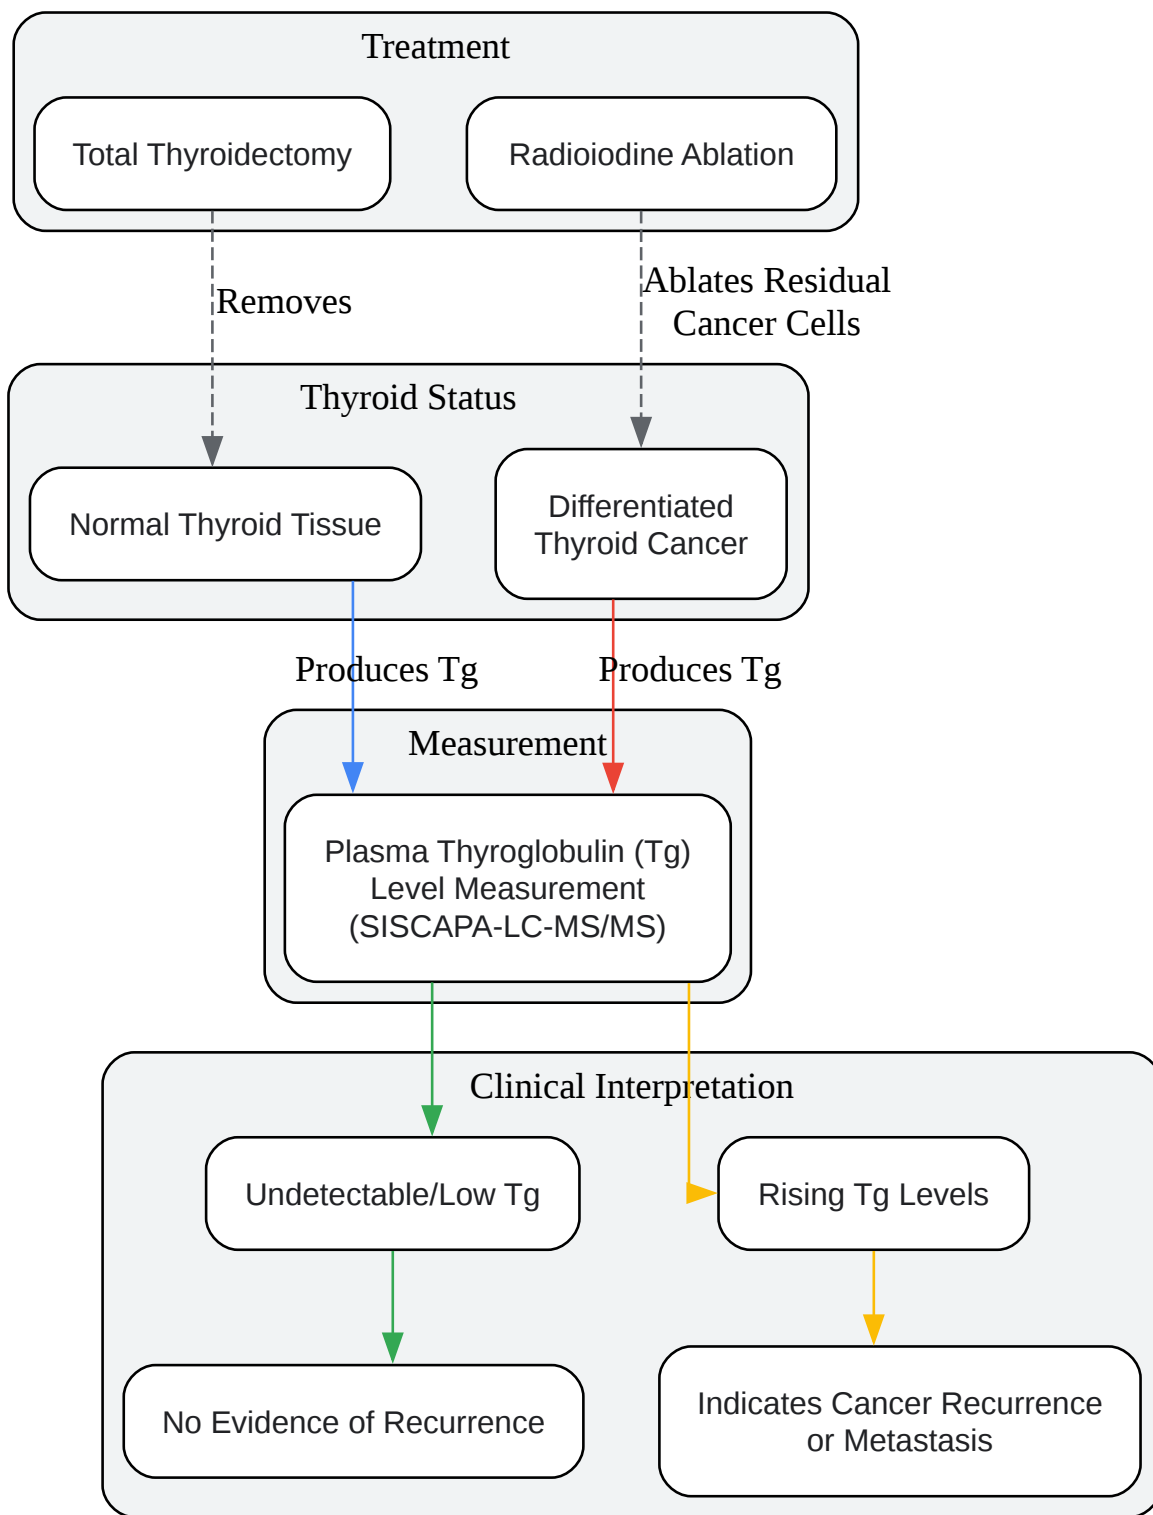 Treatment
Total Thyroidectomy
Radioiodine Ablation
Removes
Ablates Residual
Cancer Cells
Thyroid Status
Normal Thyroid Tissue
Differentiated
Thyroid Cancer
Produces Tg
Produces Tg
Measurement
Plasma Thyroglobulin (Tg)
Level Measurement
(SISCAPA-LC-MS/MS)
Clinical Interpretation
Undetectable/Low Tg
Rising Tg Levels
No Evidence of Recurrence
Indicates Cancer Recurrence
or Metastasis